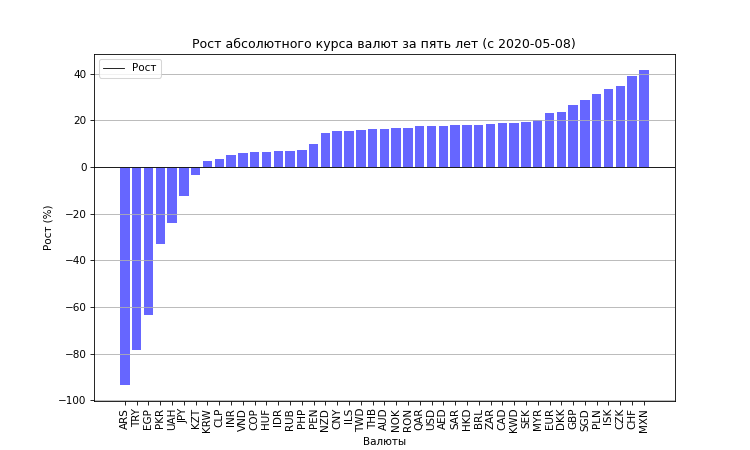 Рост абсолютного курса валют за пять лет (с 2020-05-08)
Рост
40
20
0
−20
−40
−60
−80
−100
Рост (%)
ARS TRY EGP PKR UAH JPY KZT KRW CLP INR VND COP HUF IDR RUB PHP PEN NZD CNY ILS TWD THB AUD NOK RON QAR USD AED SAR HKD BRL ZAR CAD KWD SEK MYR EUR DKK GBP SGD PLN ISK CZK CHF MXN
Валюты